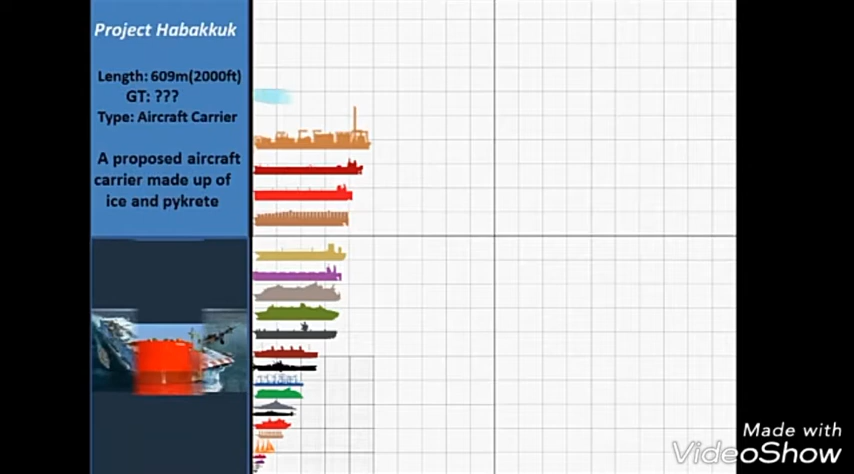 Project Habakkuk
Length: 609m(2000ft)
GT: ???
Type: Aircraft Carrier
A proposed aircraft
carrier made up of
ice and pykrete
Made with
VideoShow